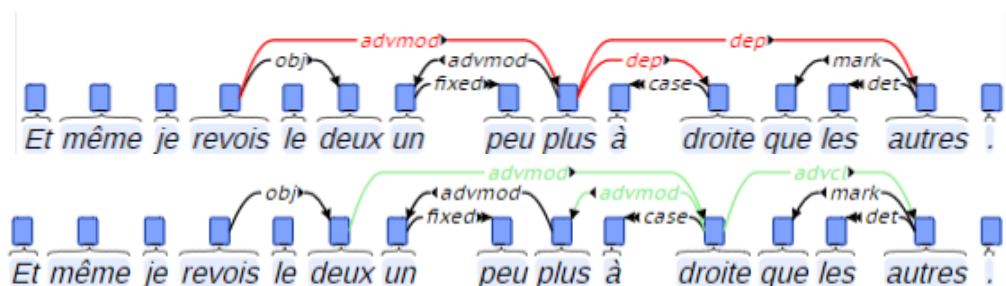 advmod dep
obj advmod dep mark
fixed case det
Et même je revois le deux un peu plus à droite que les autres .
advmod advcl
obj advmod advmod mark
fixed case det
Et même je revois le deux un peu plus à droite que les autres .